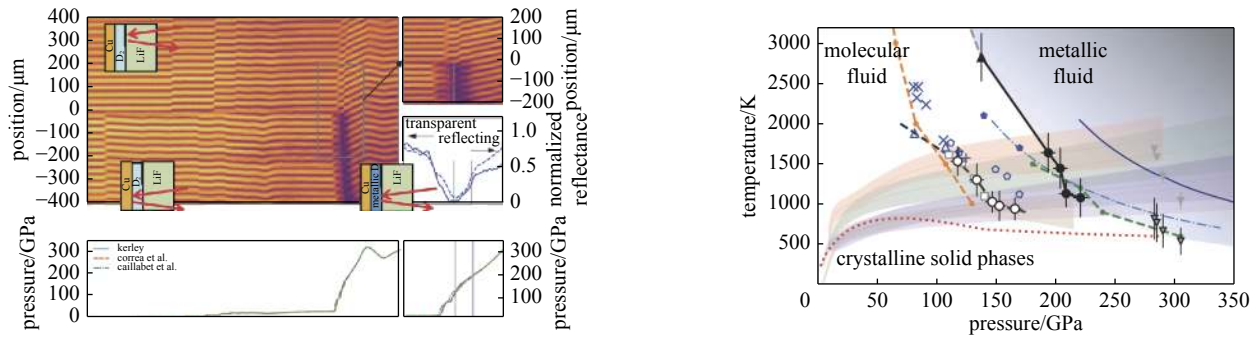 400
300
200
100
0
−100
−200
−300
−400
position/μm
Cu
D₂
LiF
Cu
D₂
LiF
Cu
metallic D
LiF
200
100
0
−100
−200
position/μm
transparent
reflecting
1.0
0.5
0
normalized
reflectance
300
200
100
0
pressure/GPa
kerley
correa et al.
caillabet et al.
300
200
100
pressure/GPa
3000
2500
2000
1500
1000
500
temperature/K
molecular
fluid
metallic
fluid
crystalline solid phases
0
50
100
150
200
250
300
350
pressure/GPa